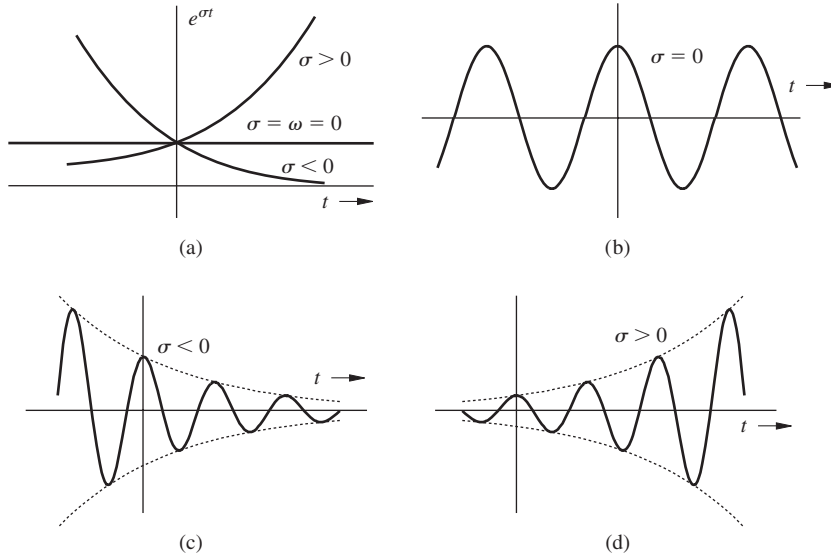 e^{σt}
σ > 0
σ = ω = 0
σ < 0
t
(a)
σ = 0
t
(b)
σ < 0
t
(c)
σ > 0
t
(d)